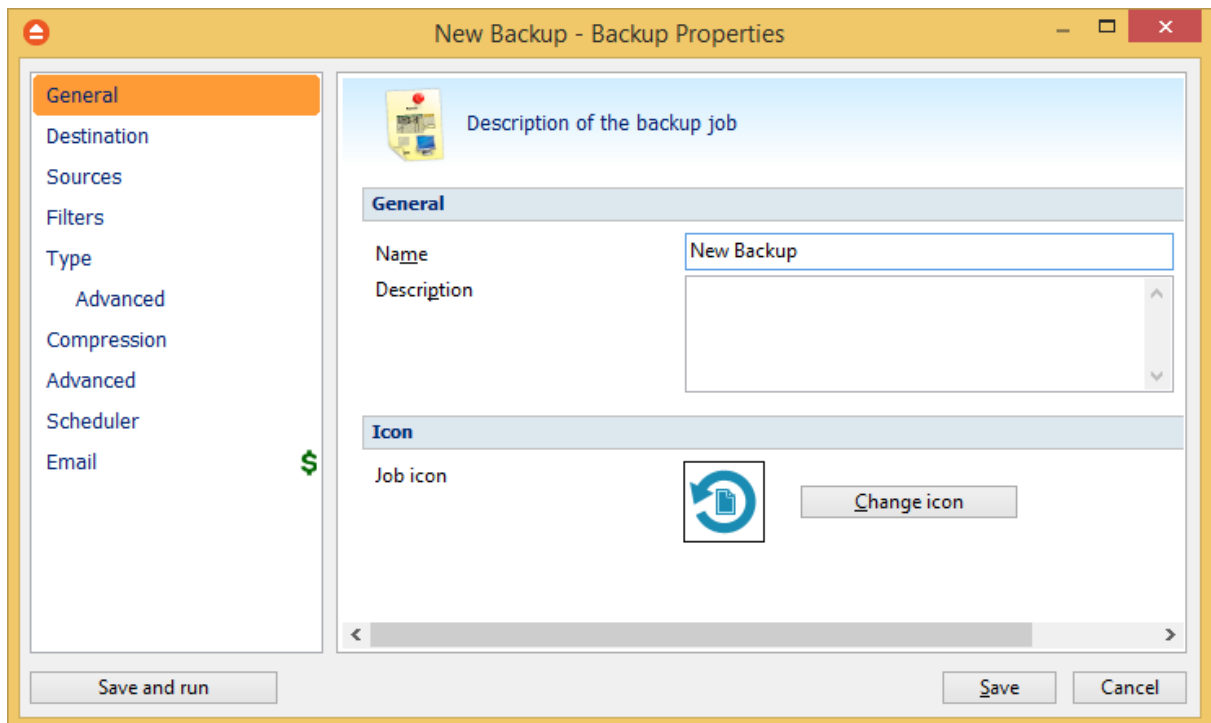 New Backup - Backup Properties
General
Destination
Sources
Filters
Type
Advanced
Compression
Advanced
Scheduler
Email $
Description of the backup job
General
Name New Backup
Description
Icon
Job icon Change icon
Save and run Save Cancel